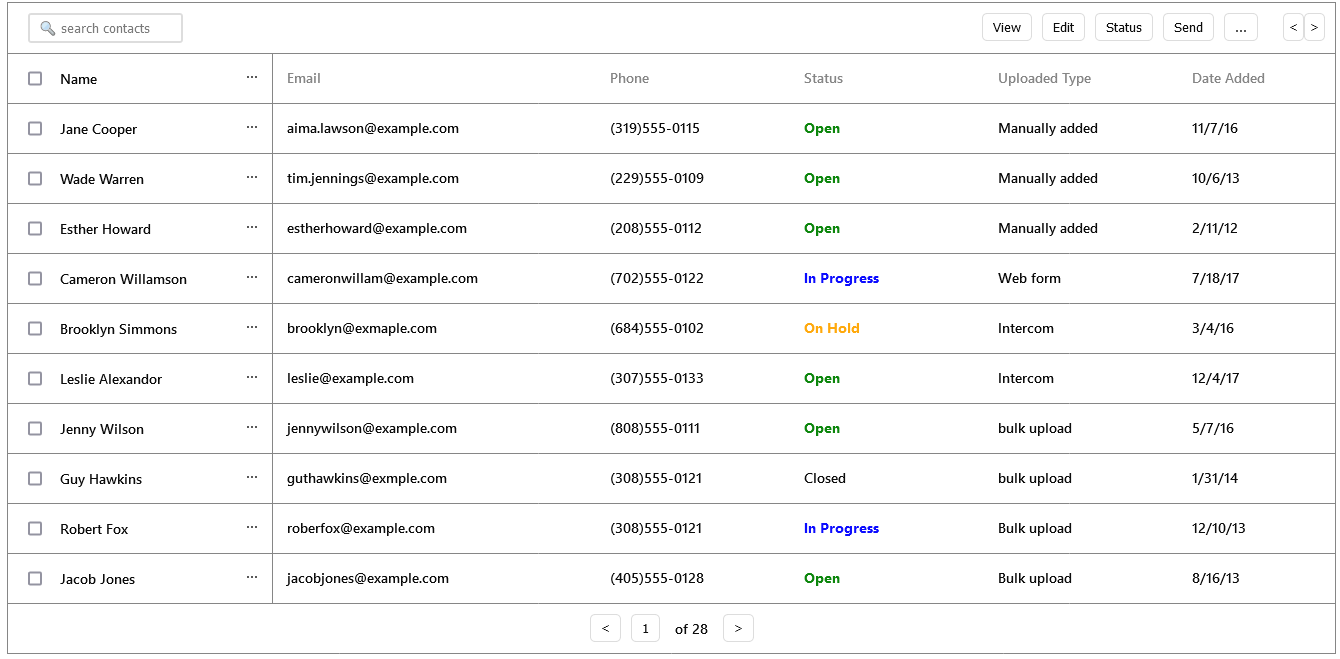 🔍 search contacts View Edit Status Send ... < >
Name ... Email Phone Status Uploaded Type Date Added
Jane Cooper ... aima.lawson@example.com (319)555-0115 Open Manually added 11/7/16
Wade Warren ... tim.jennings@example.com (229)555-0109 Open Manually added 10/6/13
Esther Howard ... estherhoward@example.com (208)555-0112 Open Manually added 2/11/12
Cameron Willamson ... cameronwillam@example.com (702)555-0122 In Progress Web form 7/18/17
Brooklyn Simmons ... brooklyn@exmaple.com (684)555-0102 On Hold Intercom 3/4/16
Leslie Alexandor ... leslie@example.com (307)555-0133 Open Intercom 12/4/17
Jenny Wilson ... jennywilson@example.com (808)555-0111 Open bulk upload 5/7/16
Guy Hawkins ... guthawkins@exmple.com (308)555-0121 Closed bulk upload 1/31/14
Robert Fox ... roberfox@example.com (308)555-0121 In Progress Bulk upload 12/10/13
Jacob Jones ... jacobjones@example.com (405)555-0128 Open Bulk upload 8/16/13
< 1 of 28 >